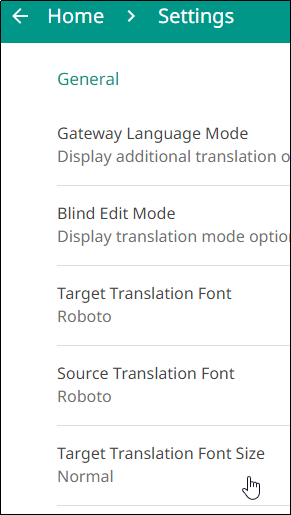 Home > Settings
General
Gateway Language Mode
Display additional translation o
Blind Edit Mode
Display translation mode optio
Target Translation Font
Roboto
Source Translation Font
Roboto
Target Translation Font Size
Normal